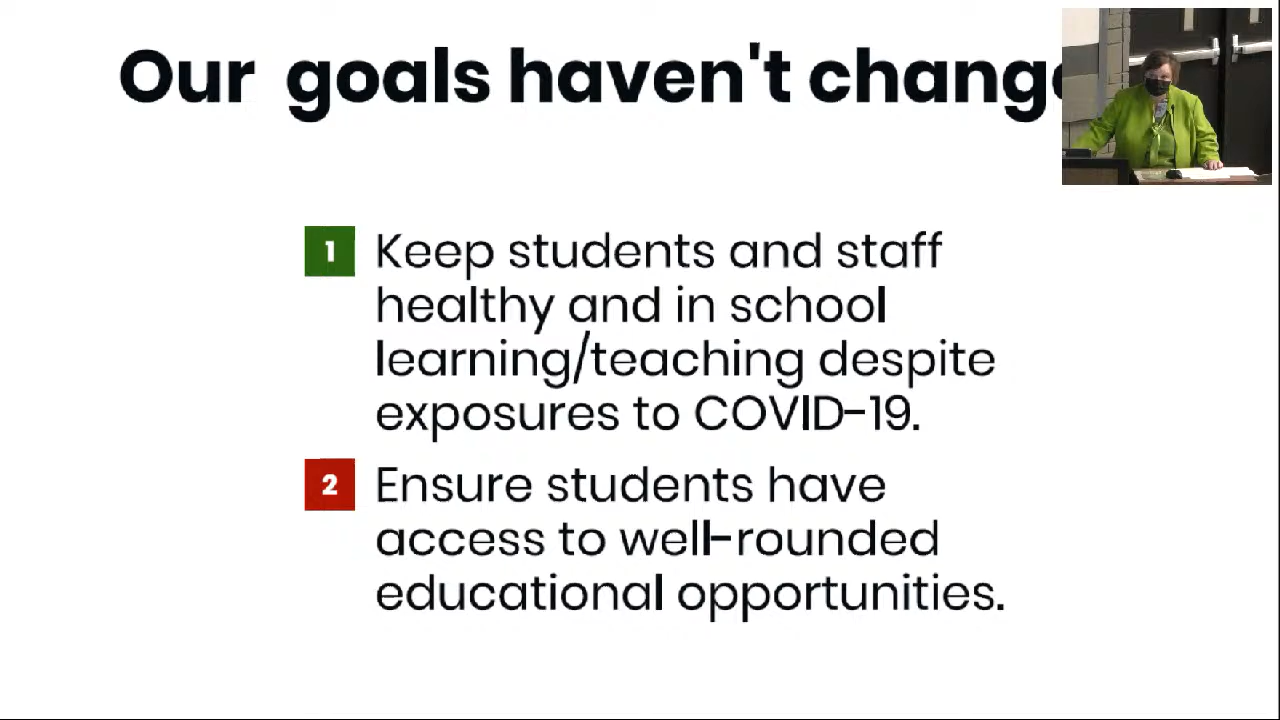 Our goals haven't chang
1 Keep students and staff
healthy and in school
learning/teaching despite
exposures to COVID-19.
2 Ensure students have
access to well-rounded
educational opportunities.